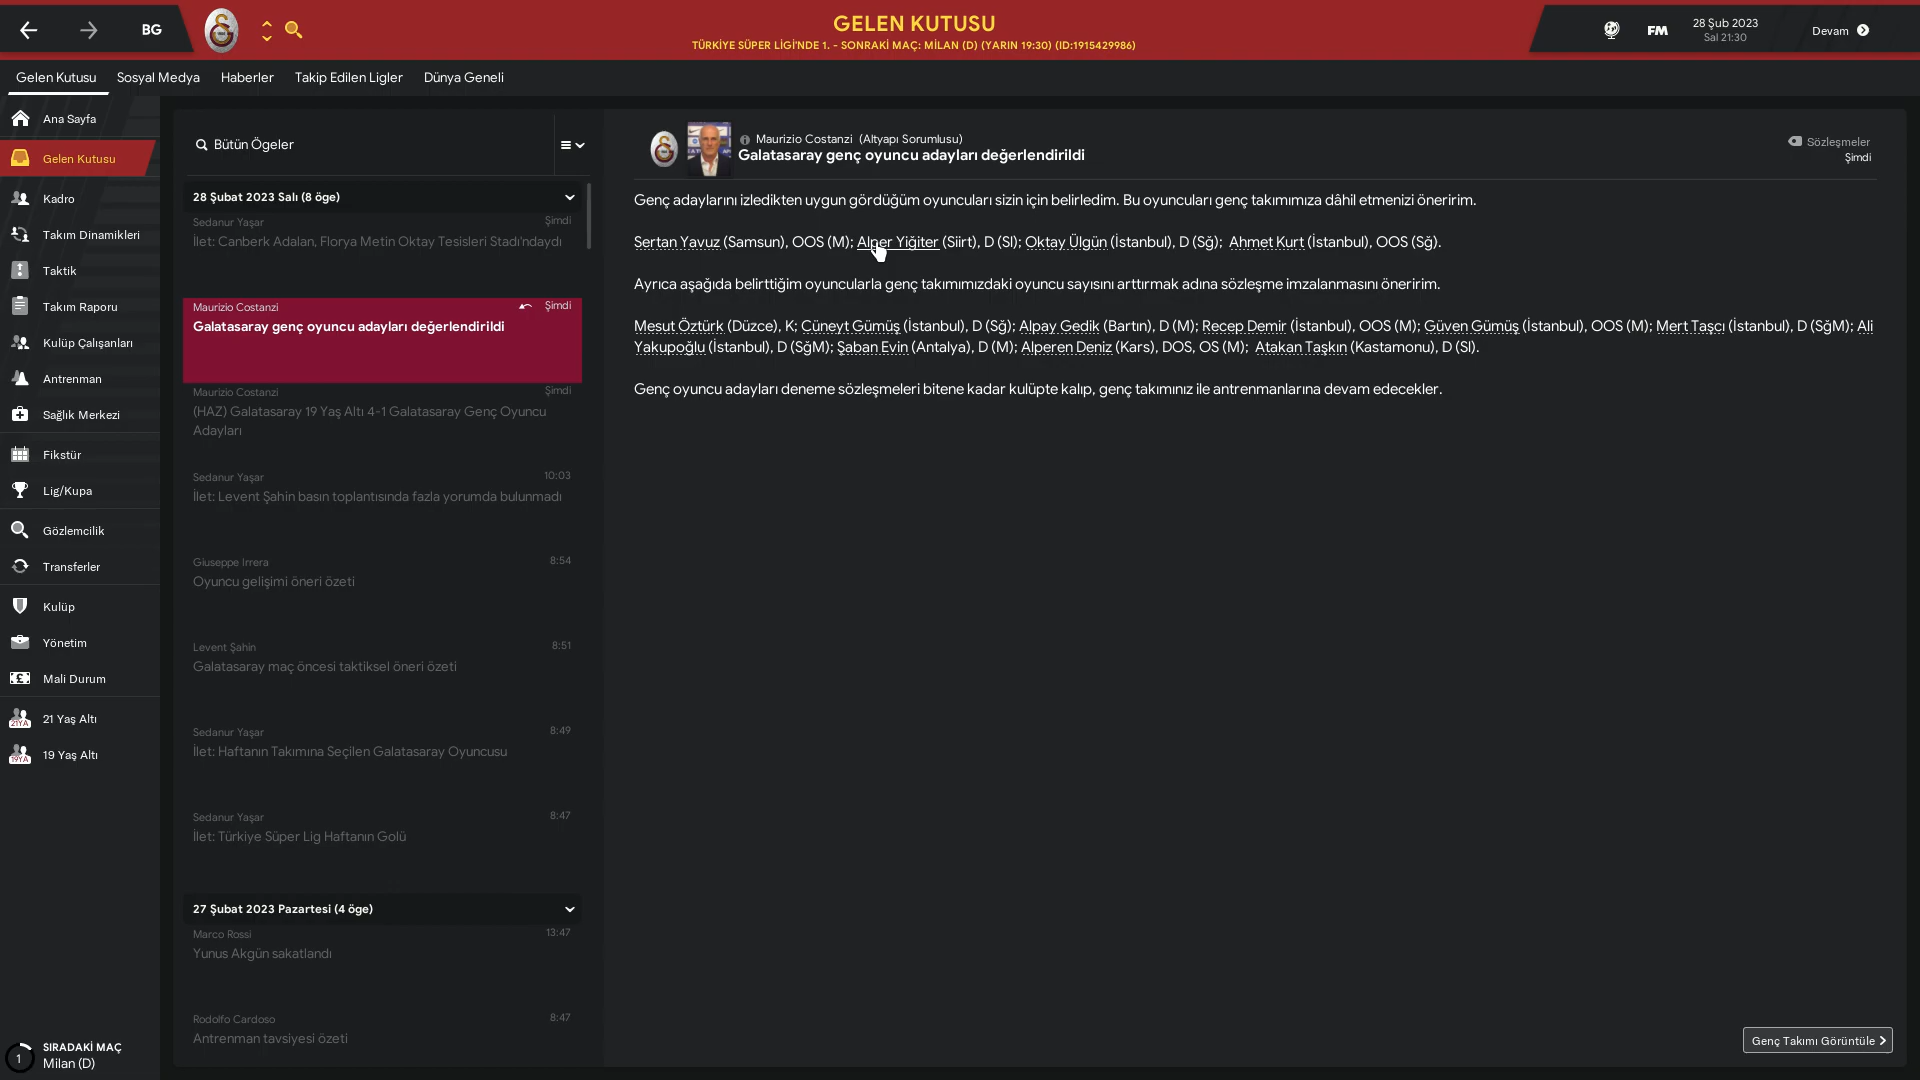 BG
GELEN KUTUSU
TÜRKİYE SÜPER LİGİ'NDE 1. - SONRAKİ MAÇ: MİLAN (D) (YARIN 19:30) (ID:1915429986)
FM
28 Şub 2023
Sal 21:30
Devam
Gelen Kutusu Sosyal Medya Haberler Takip Edilen Ligler Dünya Geneli
Ana Sayfa
Gelen Kutusu
Kadro
Takım Dinamikleri
Taktik
Takım Raporu
Kulüp Çalışanları
Antrenman
Sağlık Merkezi
Fikstür
Lig/Kupa
Gözlemcilik
Transferler
Kulüp
Yönetim
Mali Durum
21YA 21 Yaş Altı
19YA 19 Yaş Altı
1
SIRADAKİ MAÇ
Milan (D)
Bütün Ögeler
28 Şubat 2023 Salı (8 öge)
Sedanur Yaşar Şimdi
İlet: Canberk Adalan, Florya Metin Oktay Tesisleri Stadı'ndaydı
Maurizio Costanzi Şimdi
Galatasaray genç oyuncu adayları değerlendirildi
Maurizio Costanzi Şimdi
(HAZ) Galatasaray 19 Yaş Altı 4-1 Galatasaray Genç Oyuncu
Adayları
Sedanur Yaşar 10:03
İlet: Levent Şahin basın toplantısında fazla yorumda bulunmadı
Giuseppe Irrera 8:54
Oyuncu gelişimi öneri özeti
Levent Şahin 8:51
Galatasaray maç öncesi taktiksel öneri özeti
Sedanur Yaşar 8:49
İlet: Haftanın Takımına Seçilen Galatasaray Oyuncusu
Sedanur Yaşar 8:47
İlet: Türkiye Süper Lig Haftanın Golü
27 Şubat 2023 Pazartesi (4 öge)
Marco Rossi 13:47
Yunus Akgün sakatlandı
Rodolfo Cardoso 8:47
Antrenman tavsiyesi özeti
Maurizio Costanzi (Altyapı Sorumlusu)
Galatasaray genç oyuncu adayları değerlendirildi
Sözleşmeler
Şimdi
Genç adaylarını izledikten uygun gördüğüm oyuncuları sizin için belirledim. Bu oyuncuları genç takımımıza dâhil etmenizi öneririm.
Sertan Yavuz (Samsun), OOS (M); Alper Yiğiter (Siirt), D (Sl); Oktay Ülgün (İstanbul), D (Sğ); Ahmet Kurt (İstanbul), OOS (Sğ).
Ayrıca aşağıda belirttiğim oyuncularla genç takımımızdaki oyuncu sayısını arttırmak adına sözleşme imzalanmasını öneririm.
Mesut Öztürk (Düzce), K; Cüneyt Gümüş (İstanbul), D (Sğ); Alpay Gedik (Bartın), D (M); Recep Demir (İstanbul), OOS (M); Güven Gümüş (İstanbul), OOS (M); Mert Taşcı (İstanbul), D (SğM); Ali
Yakupoğlu (İstanbul), D (SğM); Şaban Evin (Antalya), D (M); Alperen Deniz (Kars), DOS, OS (M); Atakan Taşkın (Kastamonu), D (Sl).
Genç oyuncu adayları deneme sözleşmeleri bitene kadar kulüpte kalıp, genç takımınız ile antrenmanlarına devam edecekler.
Genç Takımı Görüntüle